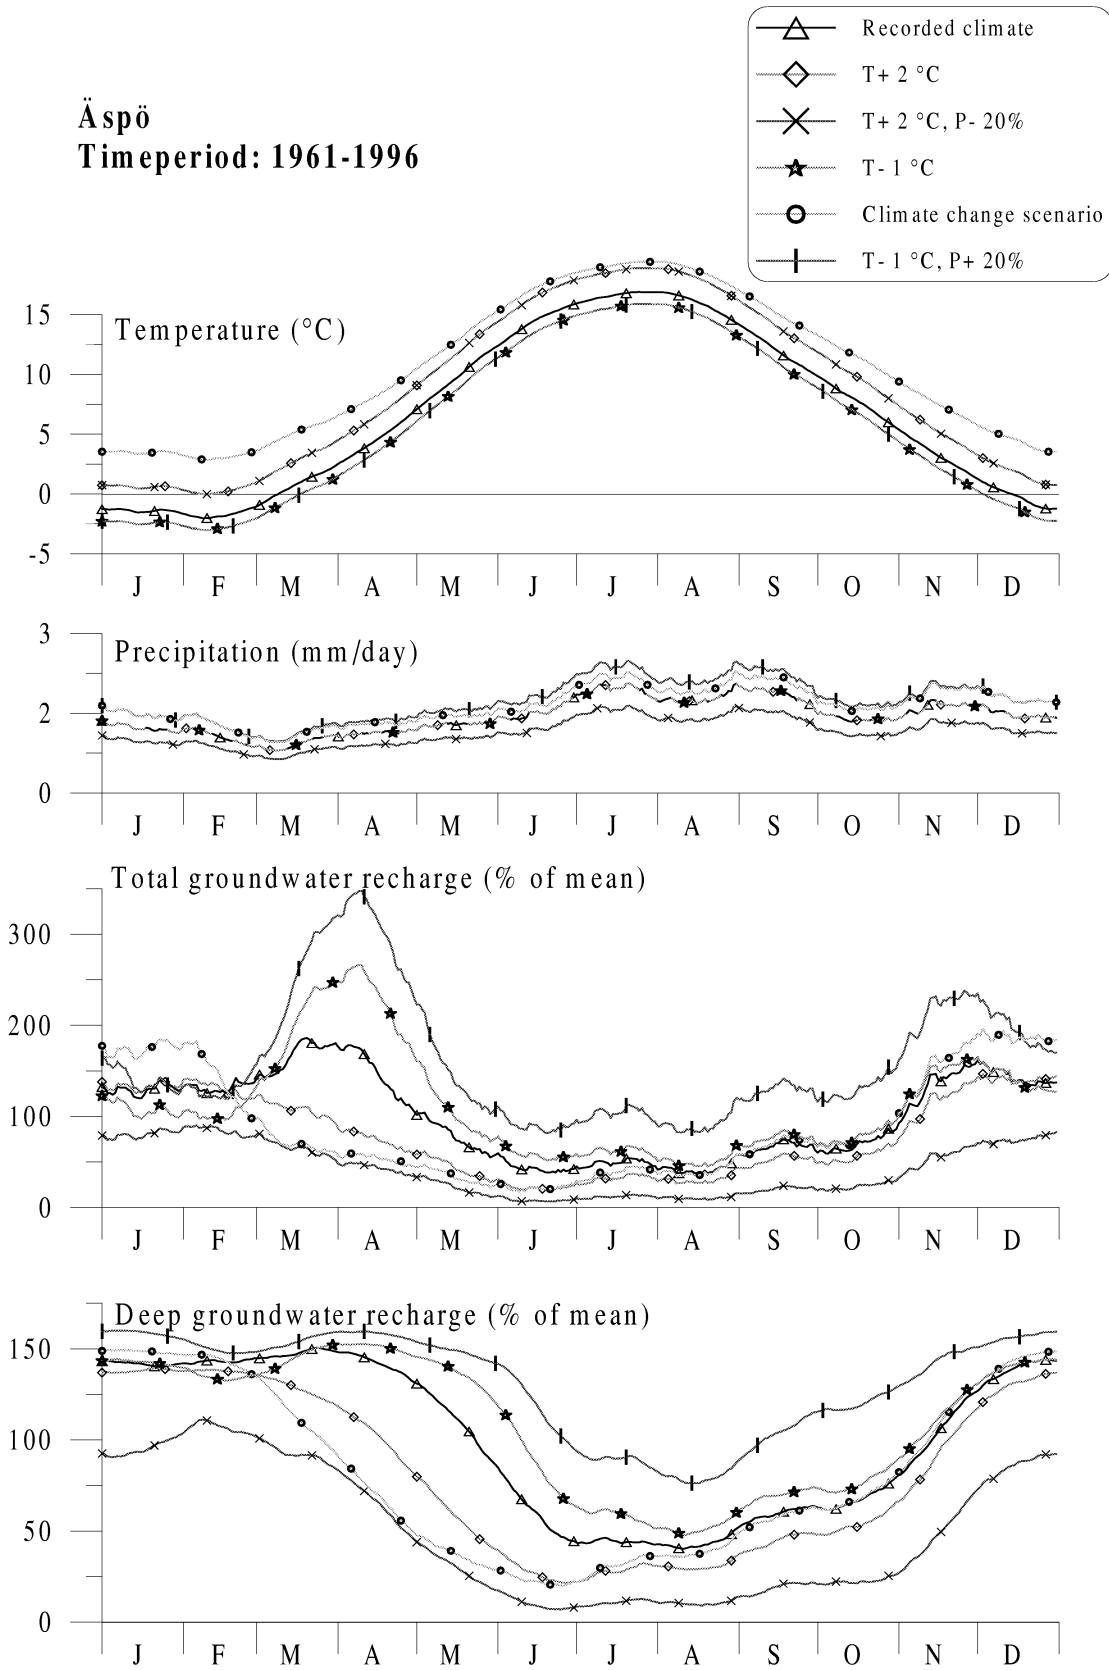 Recorded climate
T+ 2 °C
T+ 2 °C, P- 20%
T- 1 °C
Climate change scenario
T- 1 °C, P+ 20%
Äspö
Timeperiod: 1961-1996
Temperature (°C)
15
10
5
0
-5
J F M A M J J A S O N D
Precipitation (mm/day)
3
2
0
J F M A M J J A S O N D
Total groundwater recharge (% of mean)
300
200
100
0
J F M A M J J A S O N D
Deep groundwater recharge (% of mean)
150
100
50
0
J F M A M J J A S O N D